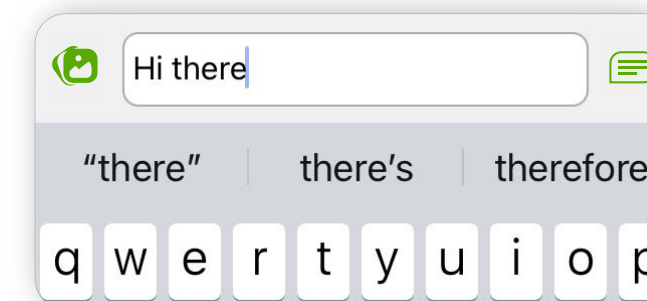 Hi there
“there” there’s therefore
q w e r t y u i o p